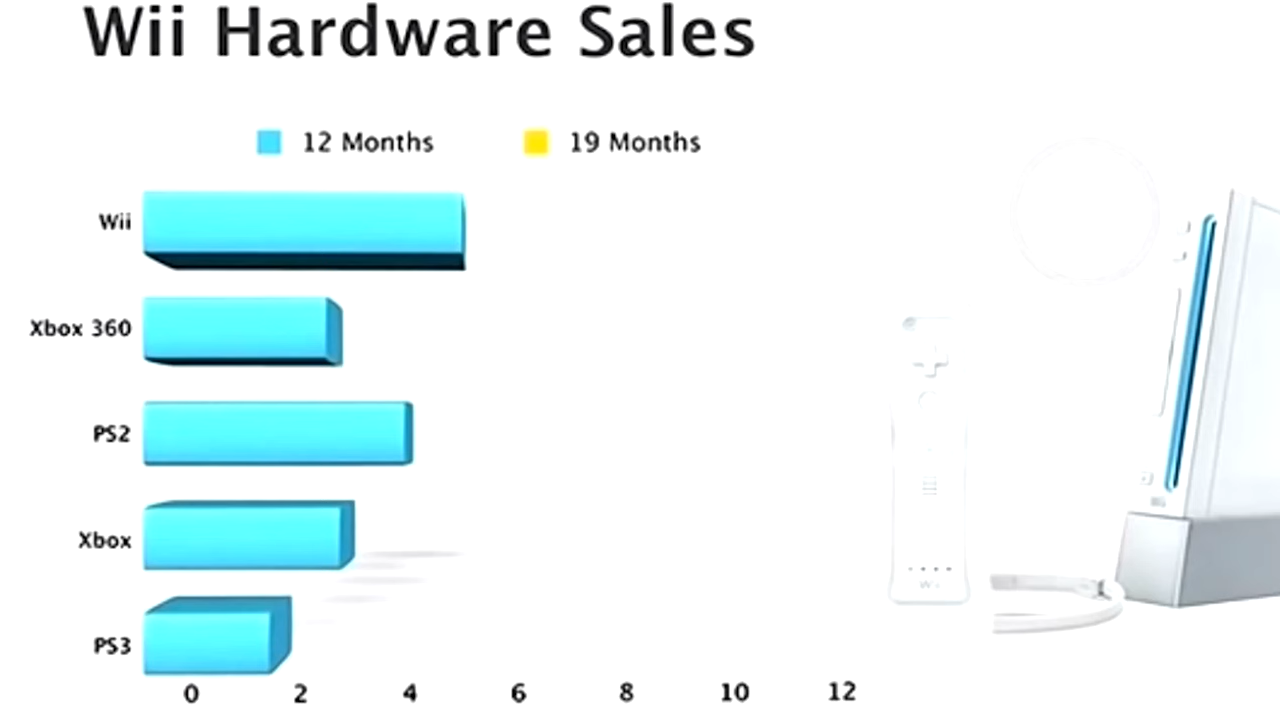 Wii Hardware Sales
12 Months 19 Months
Wii
Xbox 360
PS2
Xbox
PS3
0 2 4 6 8 10 12
Wii